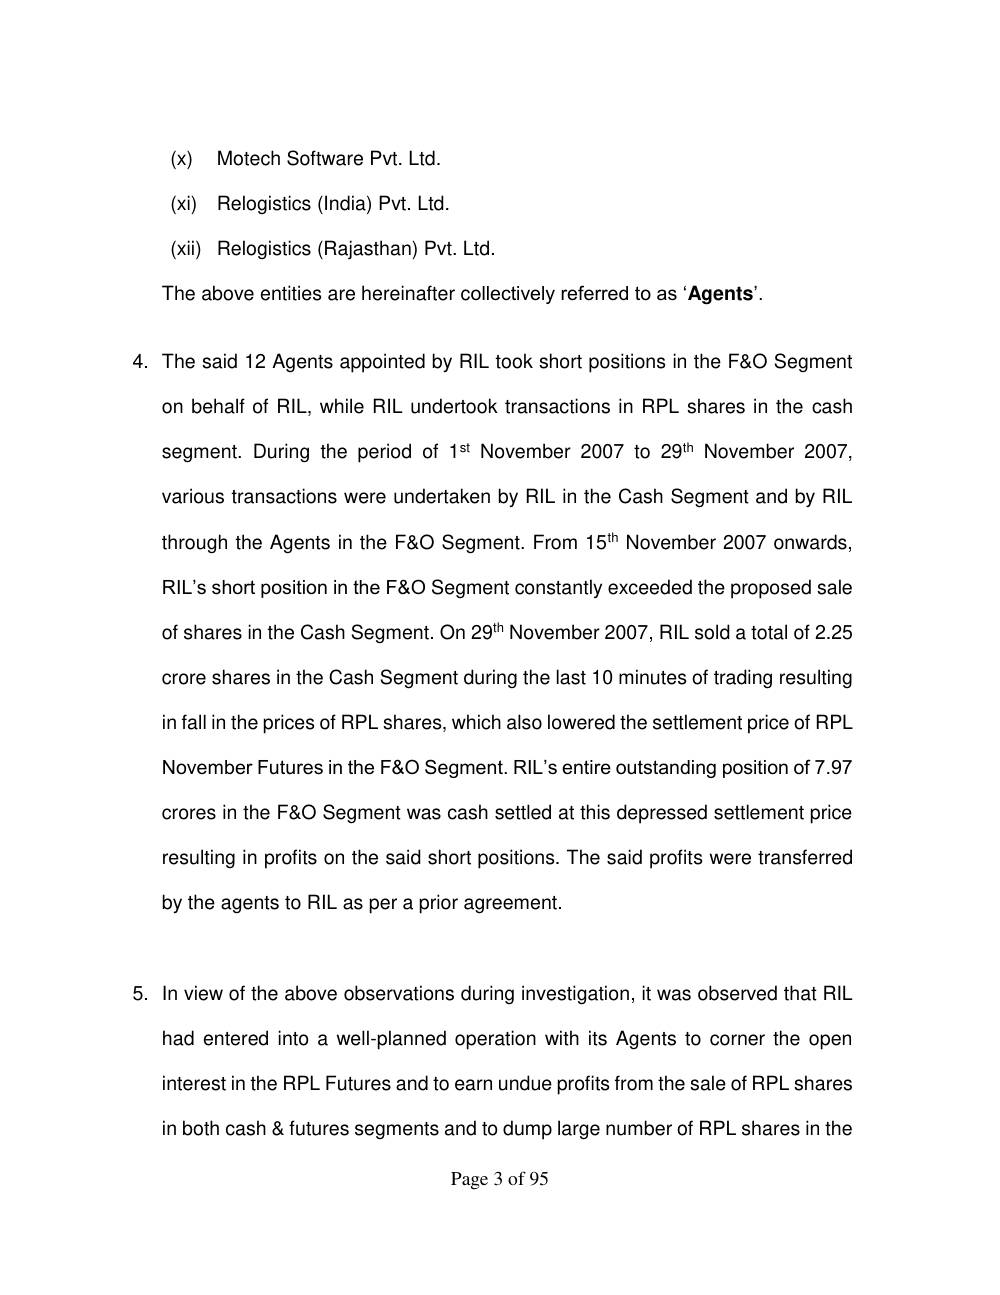 (x) Motech Software Pvt. Ltd.
(xi) Relogistics (India) Pvt. Ltd.
(xii) Relogistics (Rajasthan) Pvt. Ltd.
The above entities are hereinafter collectively referred to as ‘Agents’.
4. The said 12 Agents appointed by RIL took short positions in the F&O Segment
on behalf of RIL, while RIL undertook transactions in RPL shares in the cash
segment. During the period of 1st November 2007 to 29th November 2007,
various transactions were undertaken by RIL in the Cash Segment and by RIL
through the Agents in the F&O Segment. From 15th November 2007 onwards,
RIL’s short position in the F&O Segment constantly exceeded the proposed sale
of shares in the Cash Segment. On 29th November 2007, RIL sold a total of 2.25
crore shares in the Cash Segment during the last 10 minutes of trading resulting
in fall in the prices of RPL shares, which also lowered the settlement price of RPL
November Futures in the F&O Segment. RIL’s entire outstanding position of 7.97
crores in the F&O Segment was cash settled at this depressed settlement price
resulting in profits on the said short positions. The said profits were transferred
by the agents to RIL as per a prior agreement.
5. In view of the above observations during investigation, it was observed that RIL
had entered into a well-planned operation with its Agents to corner the open
interest in the RPL Futures and to earn undue profits from the sale of RPL shares
in both cash & futures segments and to dump large number of RPL shares in the
Page 3 of 95